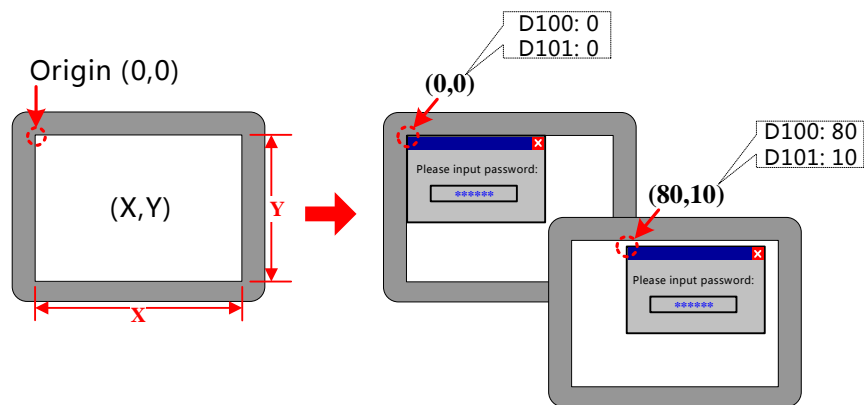 Origin (0,0)
(X,Y)
Y
X
D100: 0
D101: 0
(0,0)
Please input password:
******
D100: 80
D101: 10
(80,10)
Please input password:
******